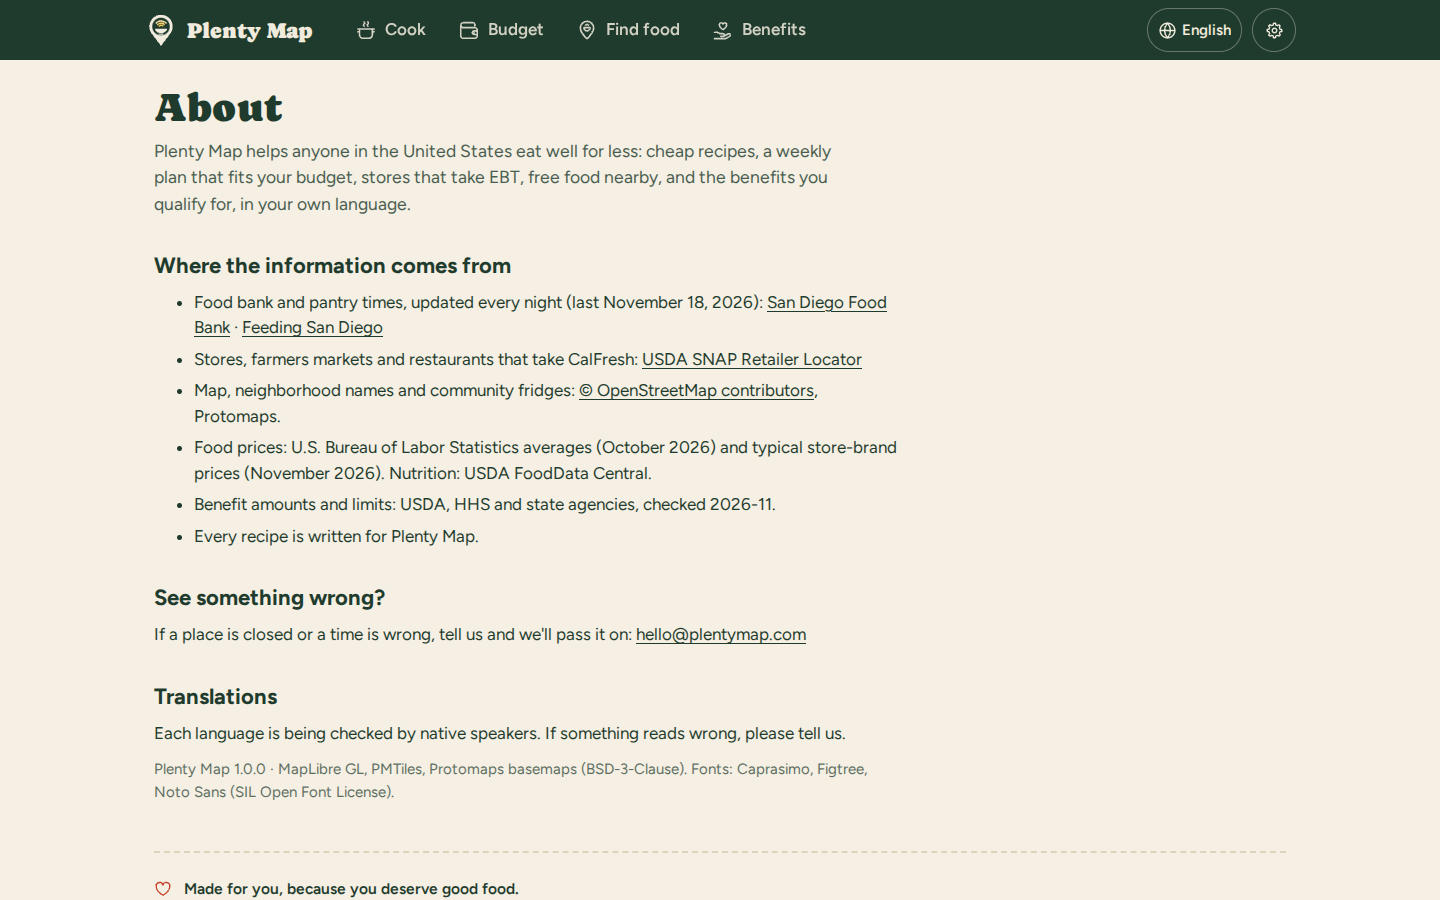 Plenty Map
Cook
Budget
Find food
Benefits
English
About
Plenty Map helps anyone in the United States eat well for less: cheap recipes, a weekly
plan that fits your budget, stores that take EBT, free food nearby, and the benefits you
qualify for, in your own language.
Where the information comes from
• Food bank and pantry times, updated every night (last November 18, 2026): San Diego Food
Bank · Feeding San Diego
• Stores, farmers markets and restaurants that take CalFresh: USDA SNAP Retailer Locator
• Map, neighborhood names and community fridges: © OpenStreetMap contributors,
Protomaps.
• Food prices: U.S. Bureau of Labor Statistics averages (October 2026) and typical store-brand
prices (November 2026). Nutrition: USDA FoodData Central.
• Benefit amounts and limits: USDA, HHS and state agencies, checked 2026-11.
• Every recipe is written for Plenty Map.
See something wrong?
If a place is closed or a time is wrong, tell us and we'll pass it on: hello@plentymap.com
Translations
Each language is being checked by native speakers. If something reads wrong, please tell us.
Plenty Map 1.0.0 · MapLibre GL, PMTiles, Protomaps basemaps (BSD-3-Clause). Fonts: Caprasimo, Figtree,
Noto Sans (SIL Open Font License).
Made for you, because you deserve good food.